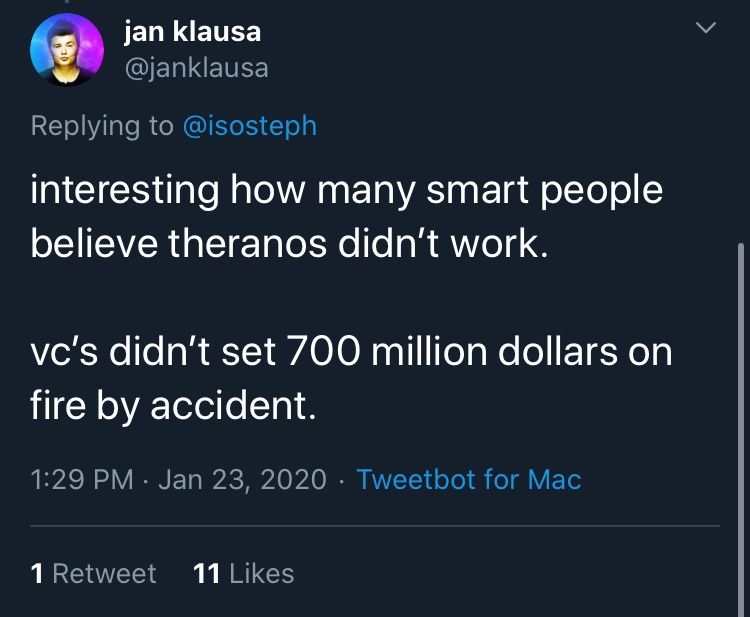 jan klausa
@janklausa
Replying to @isosteph
interesting how many smart people
believe theranos didn’t work.
vc’s didn’t set 700 million dollars on
fire by accident.
1:29 PM · Jan 23, 2020 · Tweetbot for Mac
1 Retweet 11 Likes